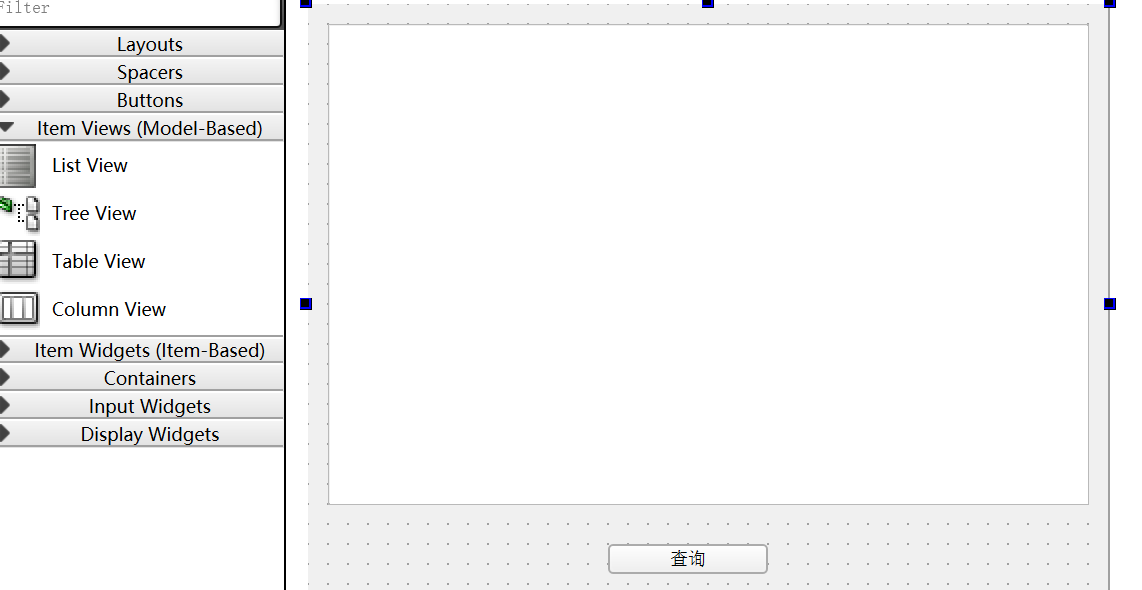 Filter
Layouts
Spacers
Buttons
Item Views (Model-Based)
List View
Tree View
Table View
Column View
Item Widgets (Item-Based)
Containers
Input Widgets
Display Widgets
查询